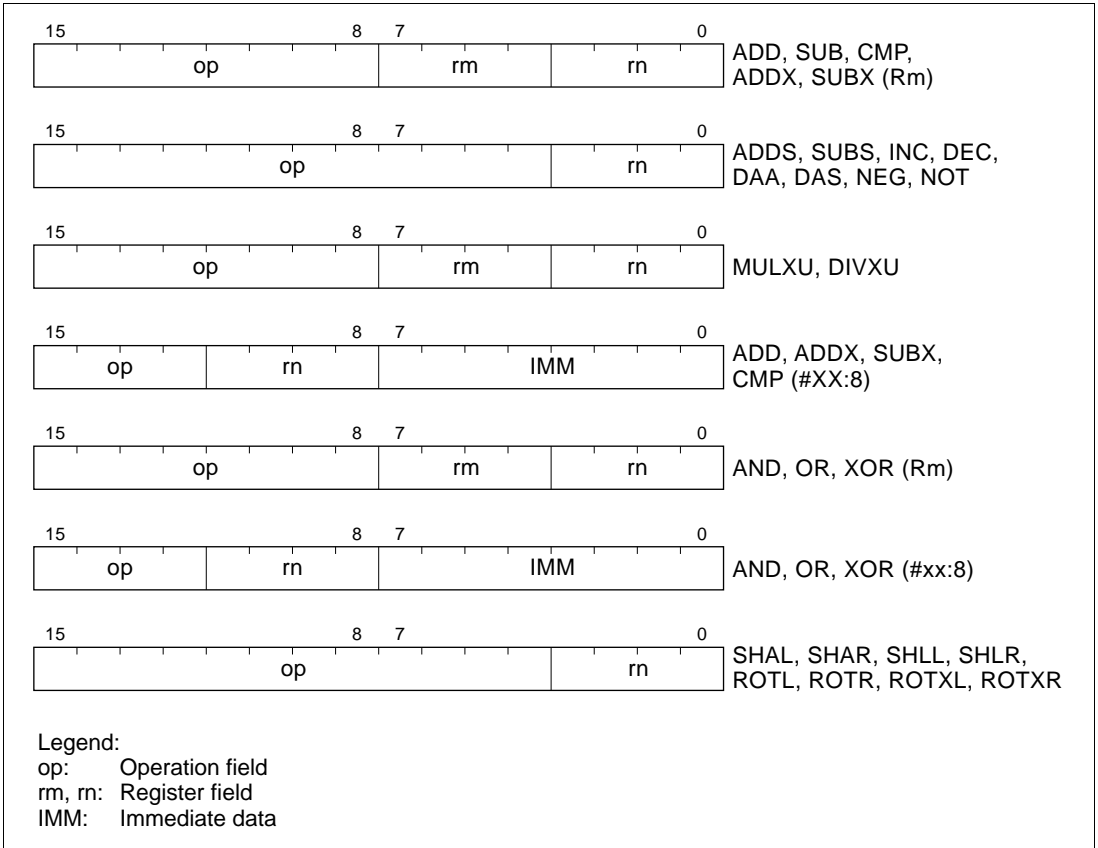 15 8 7 0
op rm rn
ADD, SUB, CMP,
ADDX, SUBX (Rm)
15 8 7 0
op rn
ADDS, SUBS, INC, DEC,
DAA, DAS, NEG, NOT
15 8 7 0
op rm rn
MULXU, DIVXU
15 8 7 0
op rn IMM
ADD, ADDX, SUBX,
CMP (#XX:8)
15 8 7 0
op rm rn
AND, OR, XOR (Rm)
15 8 7 0
op rn IMM
AND, OR, XOR (#xx:8)
15 8 7 0
op rn
SHAL, SHAR, SHLL, SHLR,
ROTL, ROTR, ROTXL, ROTXR
Legend:
op: Operation field
rm, rn: Register field
IMM: Immediate data